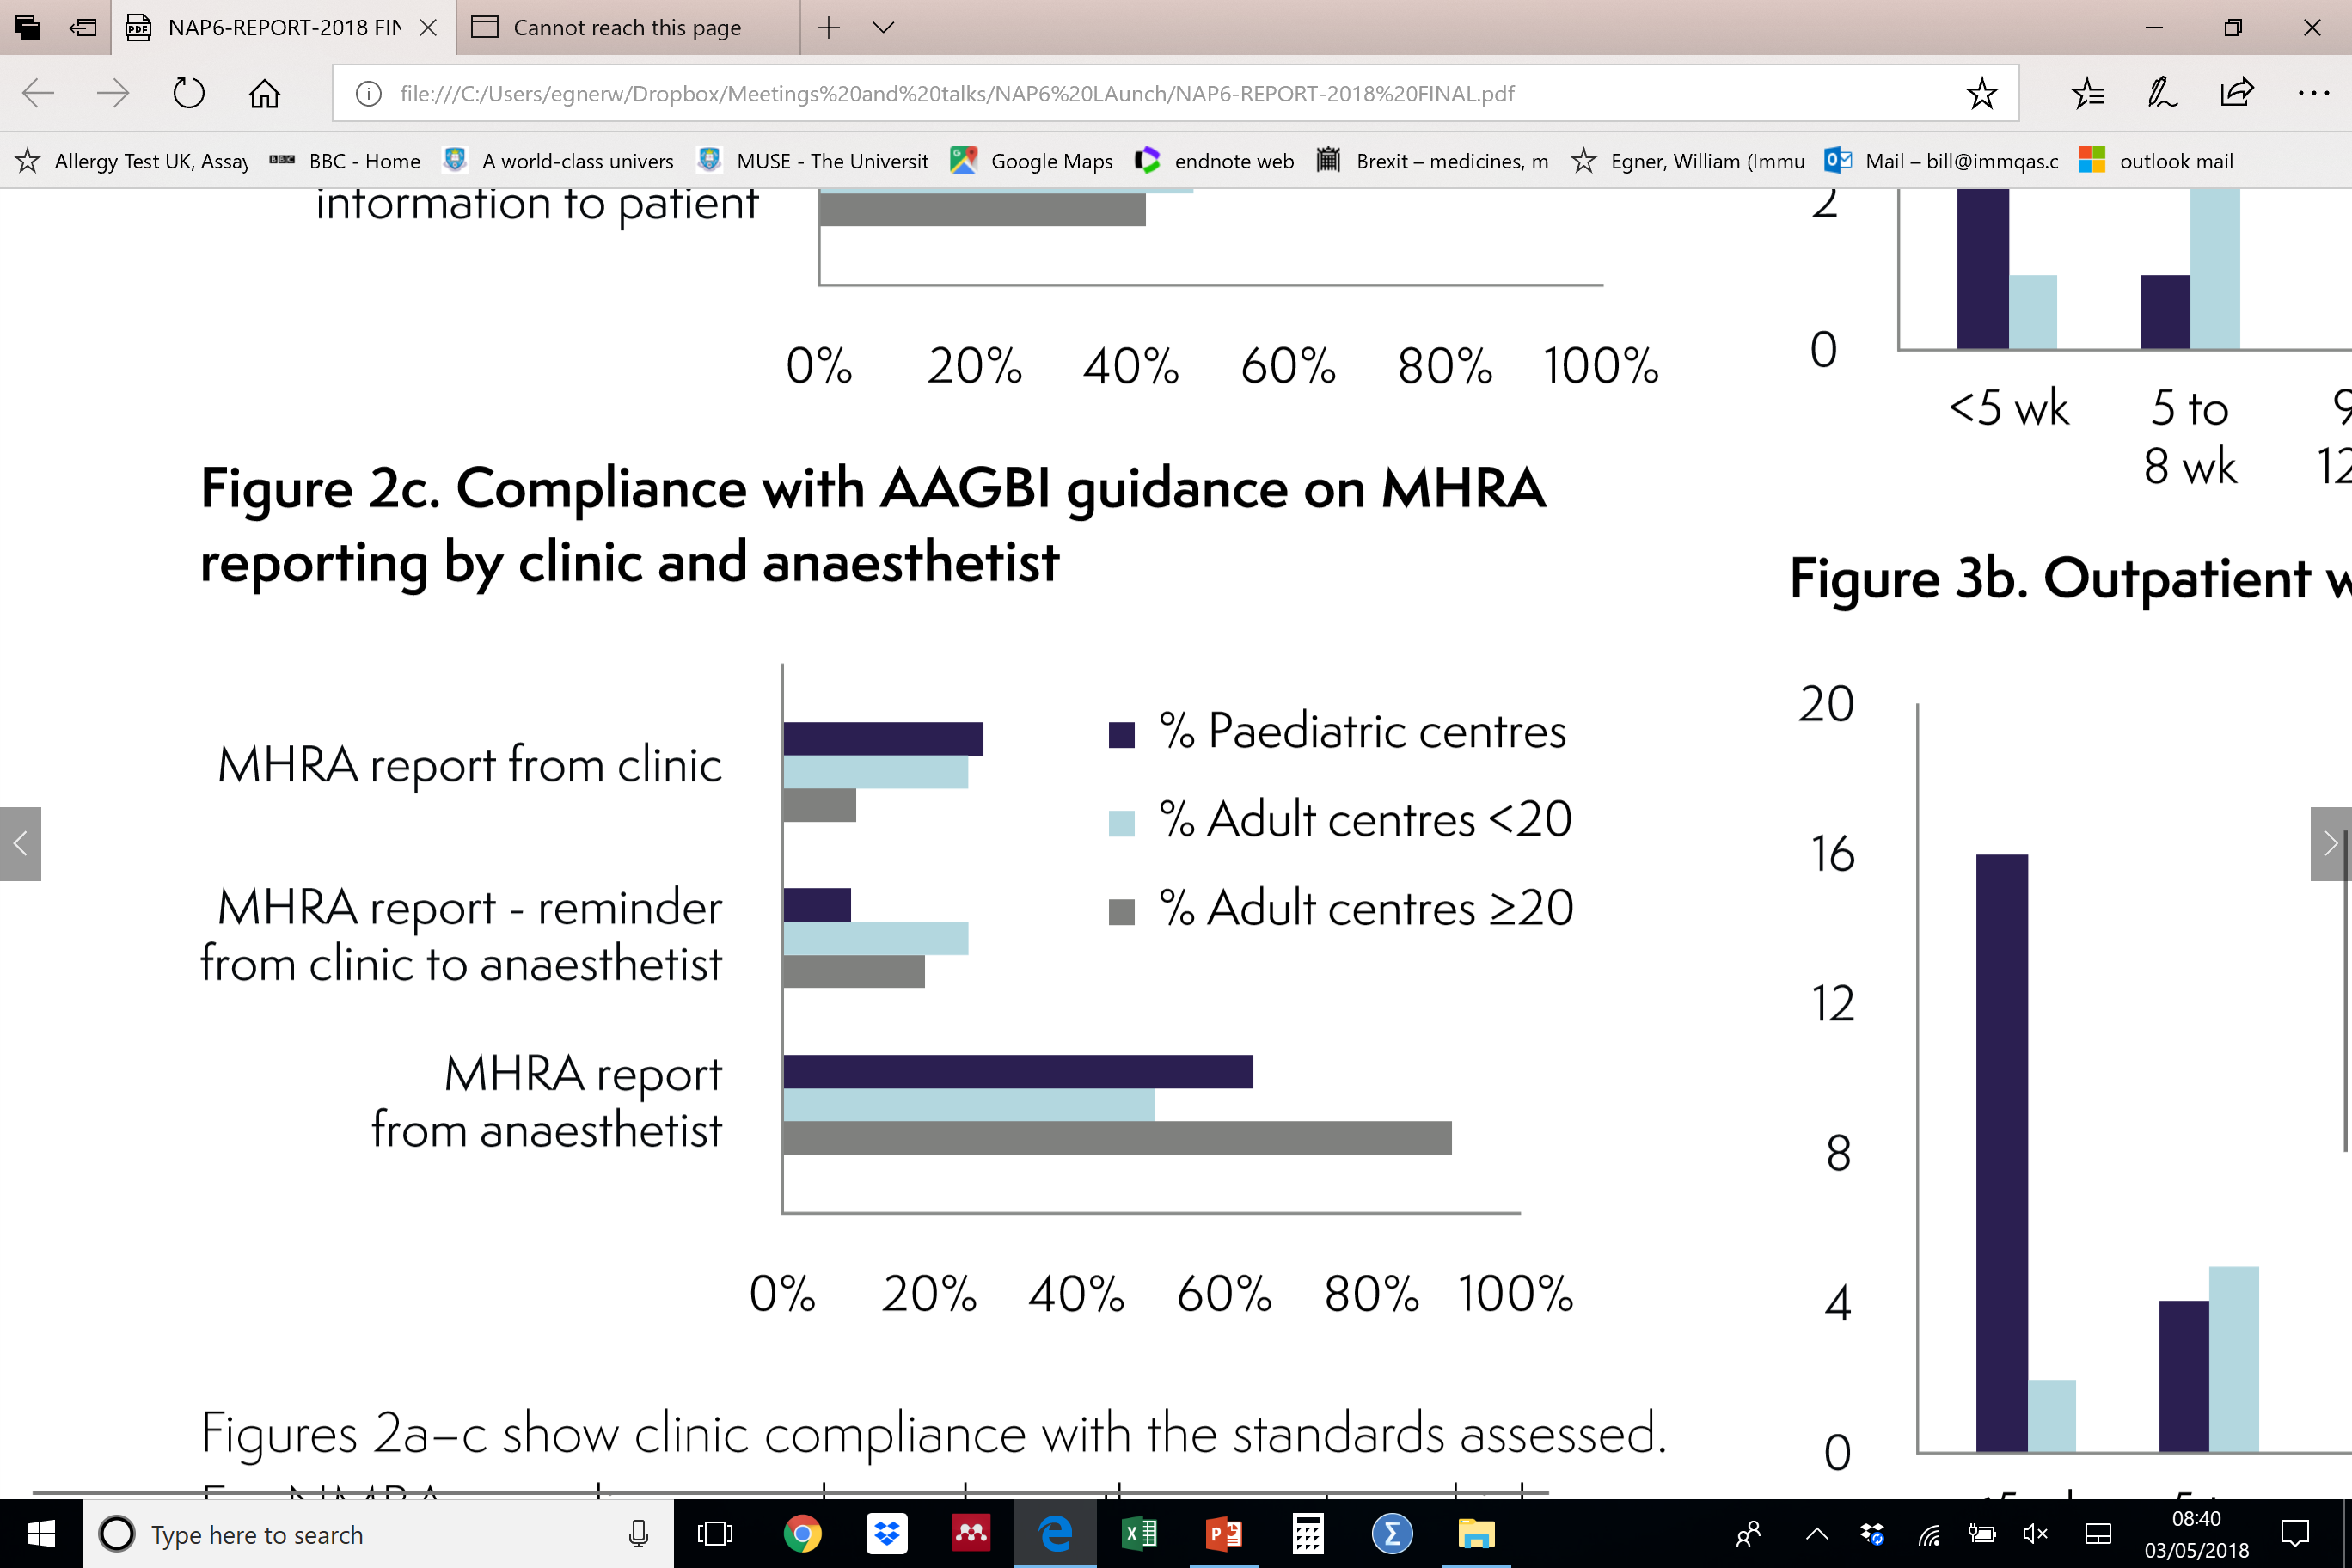 NAP6-REPORT-2018 FIN
Cannot reach this page
file:///C:/Users/egnerw/Dropbox/Meetings%20and%20talks/NAP6%20LAunch/NAP6-REPORT-2018%20FINAL.pdf
Allergy Test UK, Assay
BBC
BBC - Home
A world-class univers
MUSE - The Universit
Google Maps
endnote web
Brexit – medicines, m
Egner, William (Immu
Mail – bill@immqas.c
outlook mail
information to patient
0% 20% 40% 60% 80% 100%
Figure 2c. Compliance with AAGBI guidance on MHRA
reporting by clinic and anaesthetist
MHRA report from clinic
MHRA report - reminder
from clinic to anaesthetist
MHRA report
from anaesthetist
% Paediatric centres
% Adult centres <20
% Adult centres ≥20
0% 20% 40% 60% 80% 100%
Figures 2a–c show clinic compliance with the standards assessed.
2
0
<5 wk
5 to
8 wk
9
12
Figure 3b. Outpatient w
20
16
12
8
4
0
Type here to search
08:40
03/05/2018